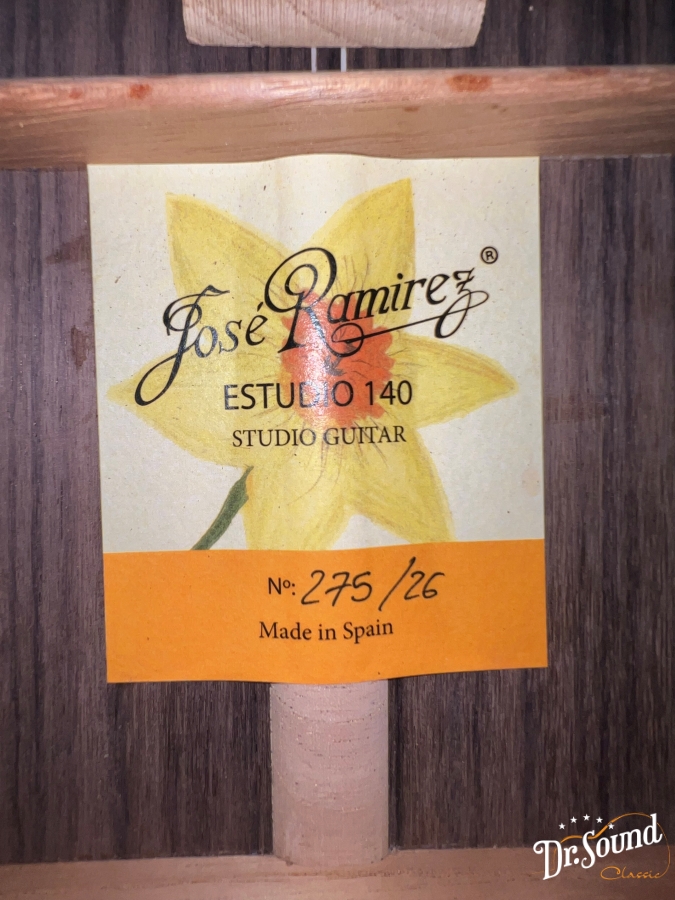 José Ramirez®
ESTUDIO 140
STUDIO GUITAR
Nº: 275/26
Made in Spain
Dr. Sound
Classic